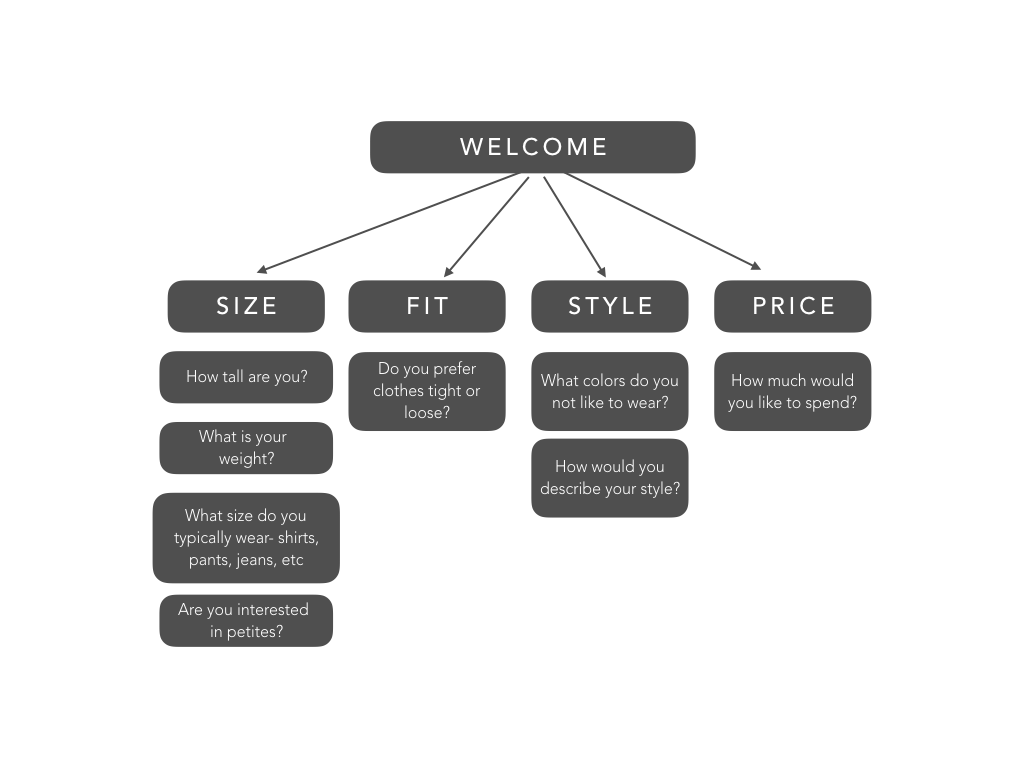 WELCOME
SIZE
How tall are you?
What is your
weight?
What size do you
typically wear- shirts,
pants, jeans, etc
Are you interested
in petites?
FIT
Do you prefer
clothes tight or
loose?
STYLE
What colors do you
not like to wear?
How would you
describe your style?
PRICE
How much would
you like to spend?